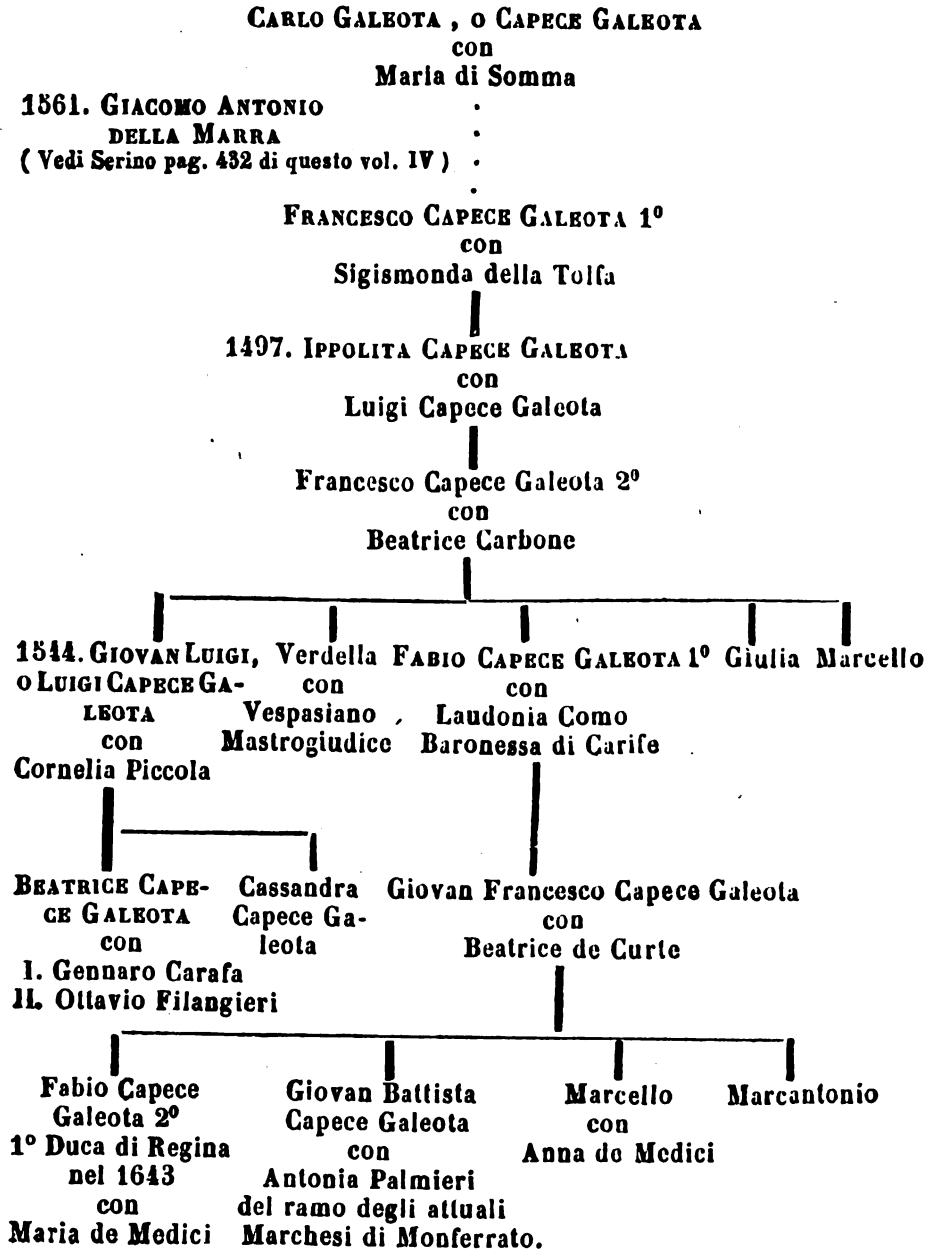 CARLO GALEOTA , O CAPECE GALEOTA
con
Maria di Somma
1561. GIACOMO ANTONIO
DELLA MARRA
( Vedi Serino pag. 432 di questo vol. IV )
FRANCESCO CAPECE GALEOTA 1º
con
Sigismonda della Tolfa
1497. IPPOLITA CAPECE GALEOTA
con
Luigi Capece Galeota
Francesco Capece Galeota 2º
con
Beatrice Carbone
1544. GIOVAN LUIGI,
O LUIGI CAPECE GA-
LEOTA
con
Cornelia Piccola
Verdella
con
Vespasiano
Mastrogiudice
FABIO CAPECE GALEOTA 1º
con
Laudonia Como
Baronessa di Carife
Giulia
Marcello
BEATRICE CAPE-
CE GALEOTA
con
I. Gennaro Carafa
II. Ottavio Filangieri
Cassandra
Capece Ga-
leota
Giovan Francesco Capece Galeota
con
Beatrice de Curte
Fabio Capece
Galeota 2º
1º Duca di Regina
nel 1643
con
Maria de Medici
Giovan Battista
Capece Galeota
con
Antonia Palmieri
del ramo degli attuali
Marchesi di Monferrato.
Marcello
con
Anna de Medici
Marcantonio